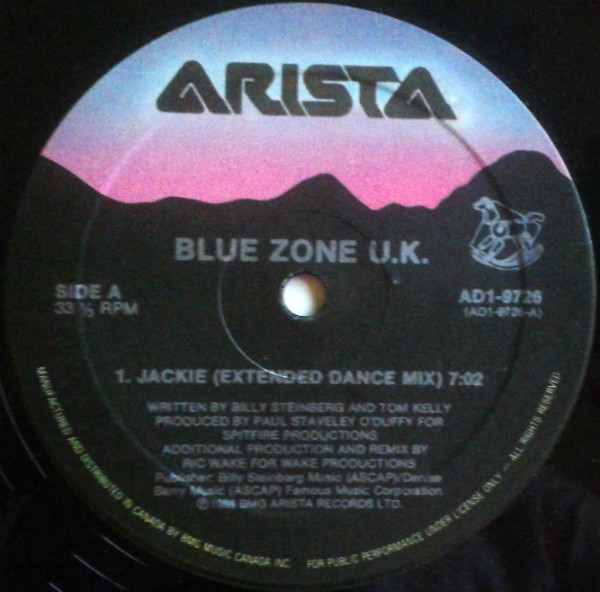 ARISTA
BLUE ZONE U.K.
SIDE A
33 ⅓ RPM
AD1-9726
(AD1-9726-A)
1. JACKIE (EXTENDED DANCE MIX) 7:02
WRITTEN BY BILLY STEINBERG AND TOM KELLY
PRODUCED BY PAUL STAVELEY O'DUFFY FOR
SPITFIRE PRODUCTIONS
ADDITIONAL PRODUCTION AND REMIX BY
RIC WAKE FOR WAKE PRODUCTIONS
Publisher: Billy Steinberg Music (ASCAP)/Denise
Barry Music (ASCAP) Famous Music Corporation
BMG ARISTA RECORDS LTD.
MANUFACTURED AND DISTRIBUTED IN CANADA BY BMG MUSIC CANADA INC. FOR PUBLIC PERFORMANCE UNDER LICENSE ONLY — ALL RIGHTS RESERVED